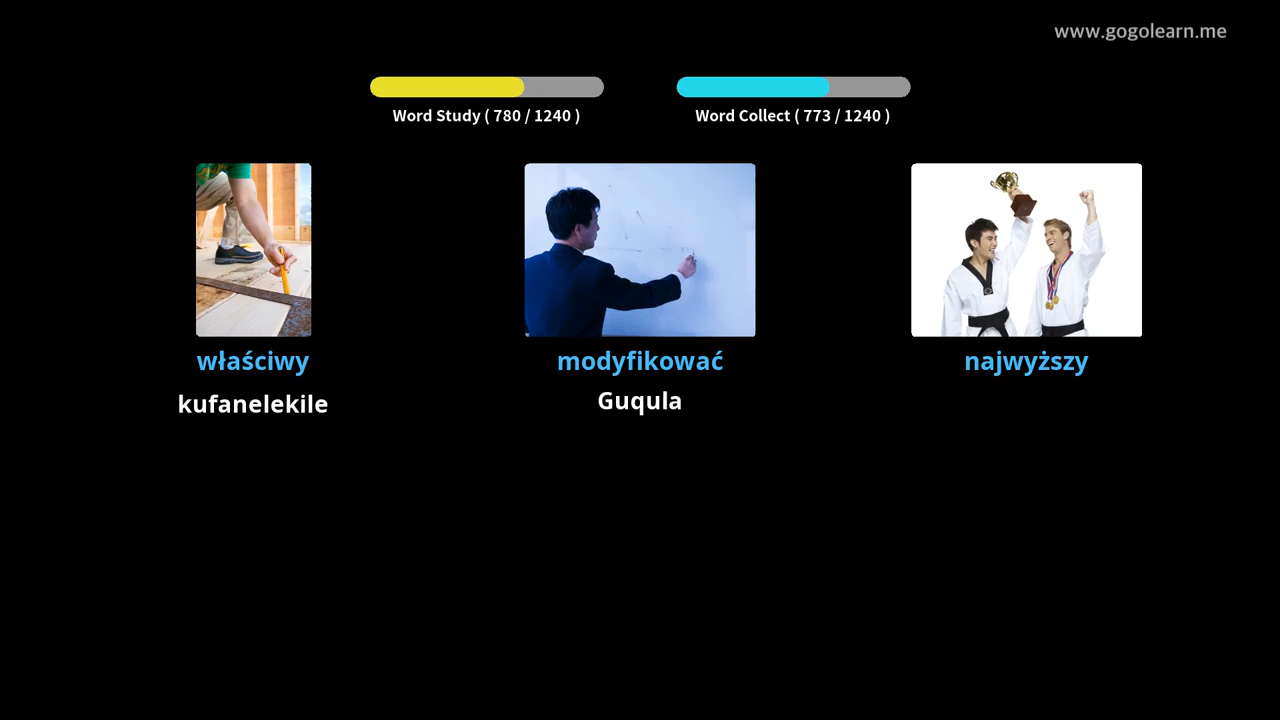 www.gogolearn.me
Word Study ( 780 / 1240 )
Word Collect ( 773 / 1240 )
właściwy
modyfikować
najwyższy
kufanelekile
Guqula